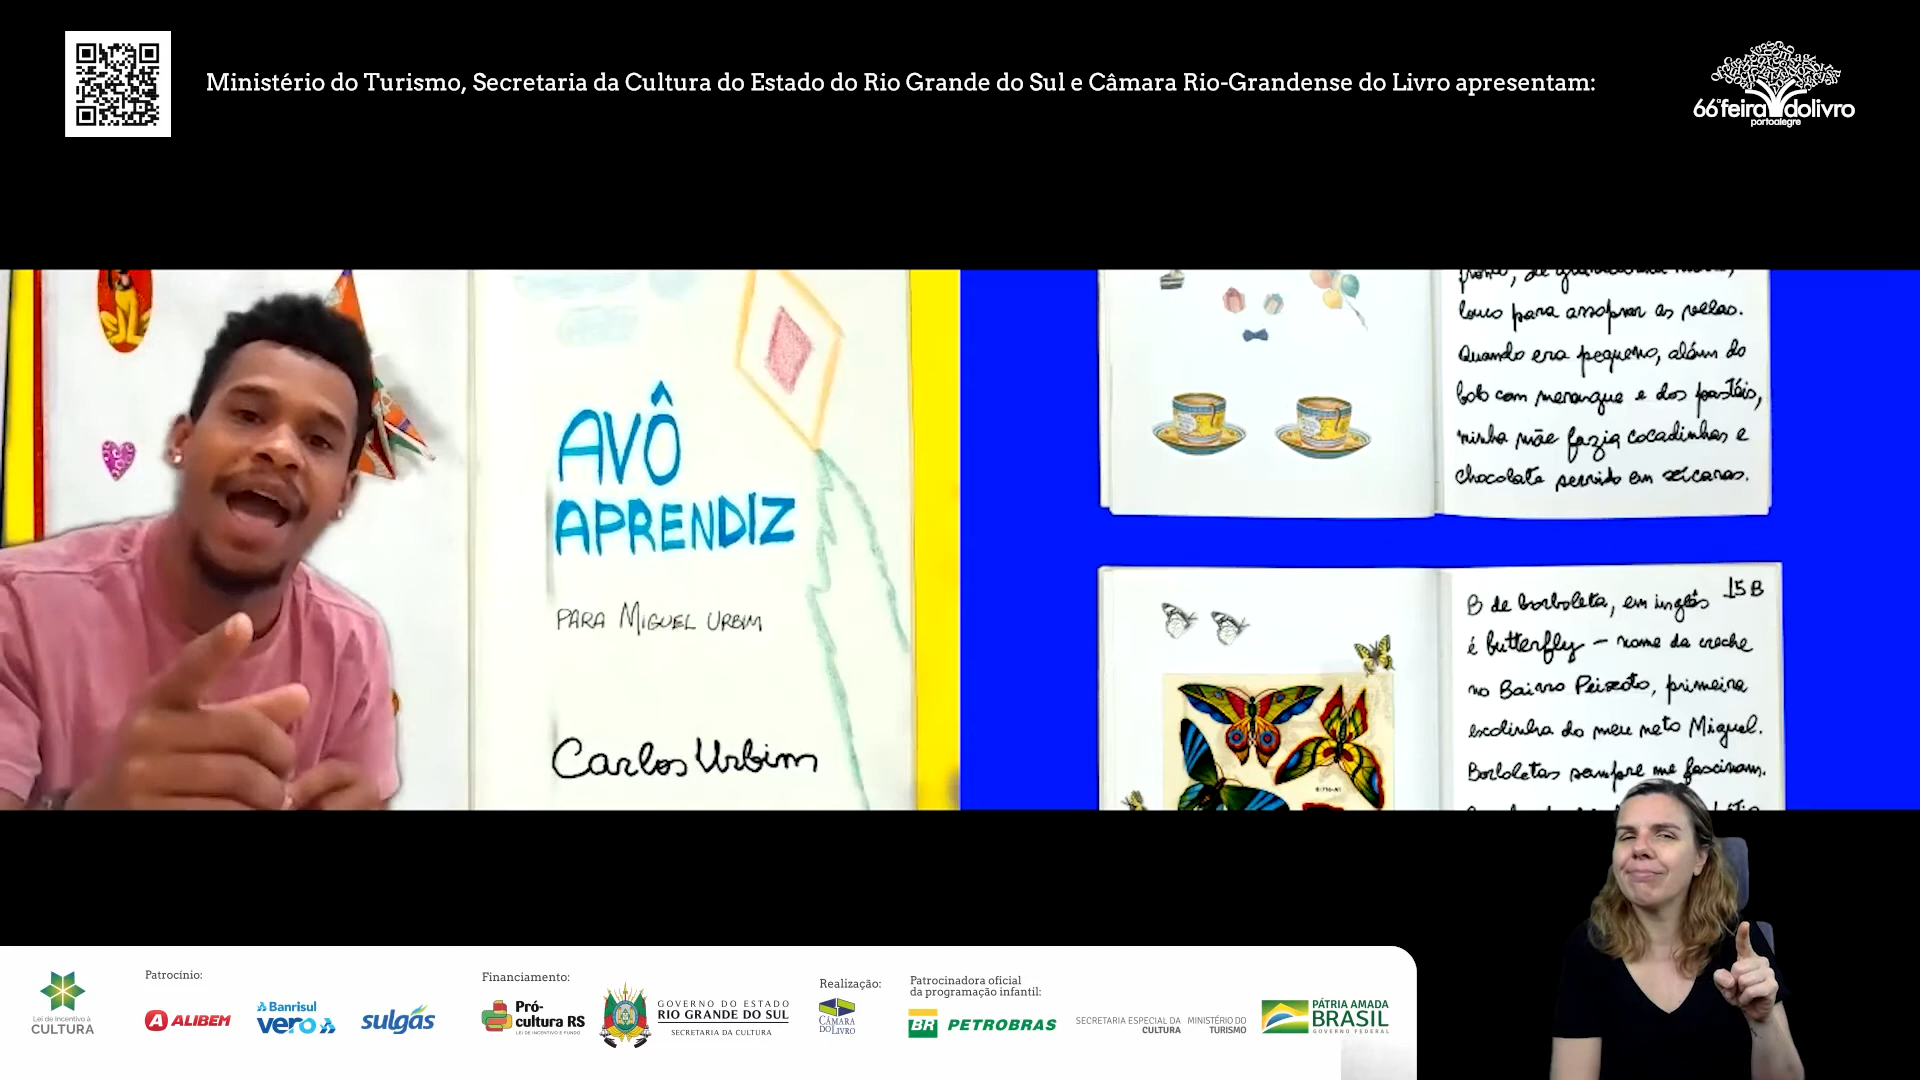 Ministério do Turismo, Secretaria da Cultura do Estado do Rio Grande do Sul e Câmara Rio-Grandense do Livro apresentam:
66ª feira do livro
portoalegre
AVÔ
APRENDIZ
PARA MIGUEL URBIM
Carlos Urbim
louco para assoprar as velas.
Quando era pequeno, além do
bolo com merengue e dos pastéis,
minha mãe fazia cocadinhas e
chocolate servido em xícaras.
15 B
B de borboleta, em inglês
é butterfly — nome da creche
no Bairro Peixoto, primeira
escolinha do meu neto Miguel.
Borboletas sempre me fascinam.
Lei de Incentivo à
CULTURA
Patrocínio:
ALIBEM
Banrisul
vero
sulgás
Financiamento:
Pró-
cultura RS
LEI DE INCENTIVO E FUNDO
GOVERNO DO ESTADO
RIO GRANDE DO SUL
SECRETARIA DA CULTURA
Realização:
CÂMARA
DO LIVRO
Patrocinadora oficial
da programação infantil:
BR PETROBRAS
SECRETARIA ESPECIAL DA
CULTURA
MINISTÉRIO DO
TURISMO
PÁTRIA AMADA
BRASIL
GOVERNO FEDERAL